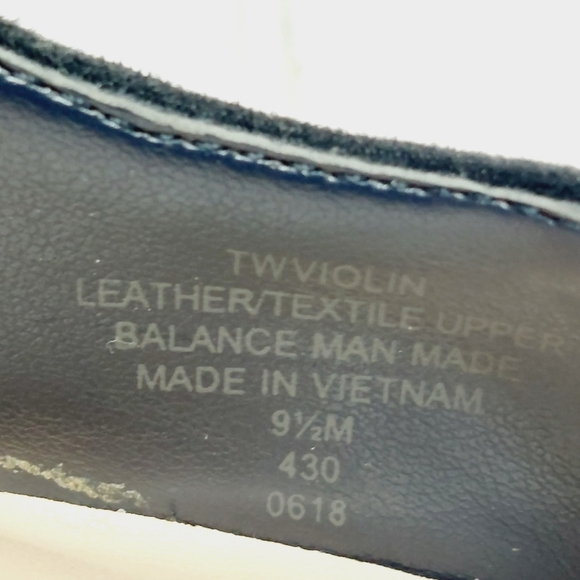 TWVIOLIN
LEATHER/TEXTILE UPPER
BALANCE MAN MADE
MADE IN VIETNAM
9½M
430
0618